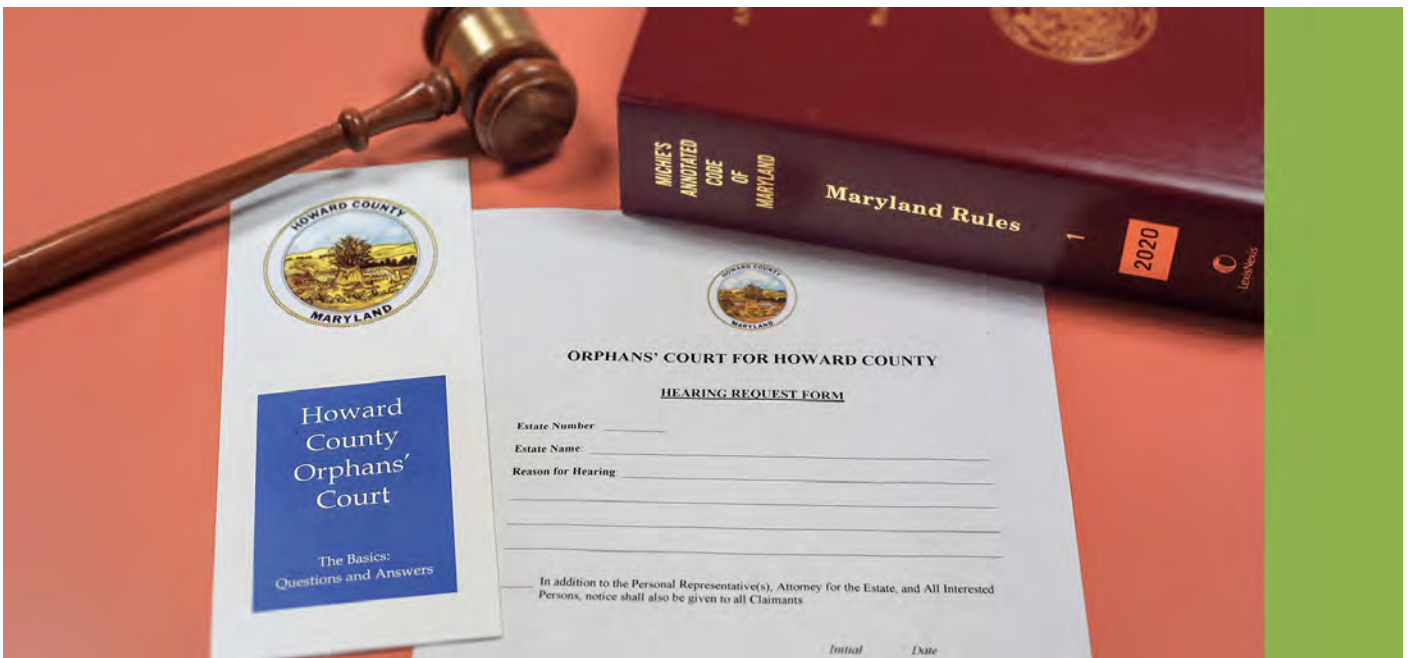 MICHIE'S
ANNOTATED
CODE
OF
MARYLAND
Maryland Rules
1
2020
LexisNexis
HOWARD COUNTY
MARYLAND
Howard
County
Orphans'
Court
The Basics:
Questions and Answers
HOWARD COUNTY
MARYLAND
ORPHANS' COURT FOR HOWARD COUNTY
HEARING REQUEST FORM
Estate Number:
Estate Name:
Reason for Hearing:
In addition to the Personal Representative(s), Attorney for the Estate, and All Interested
Persons, notice shall also be given to all Claimants.
Initial Date